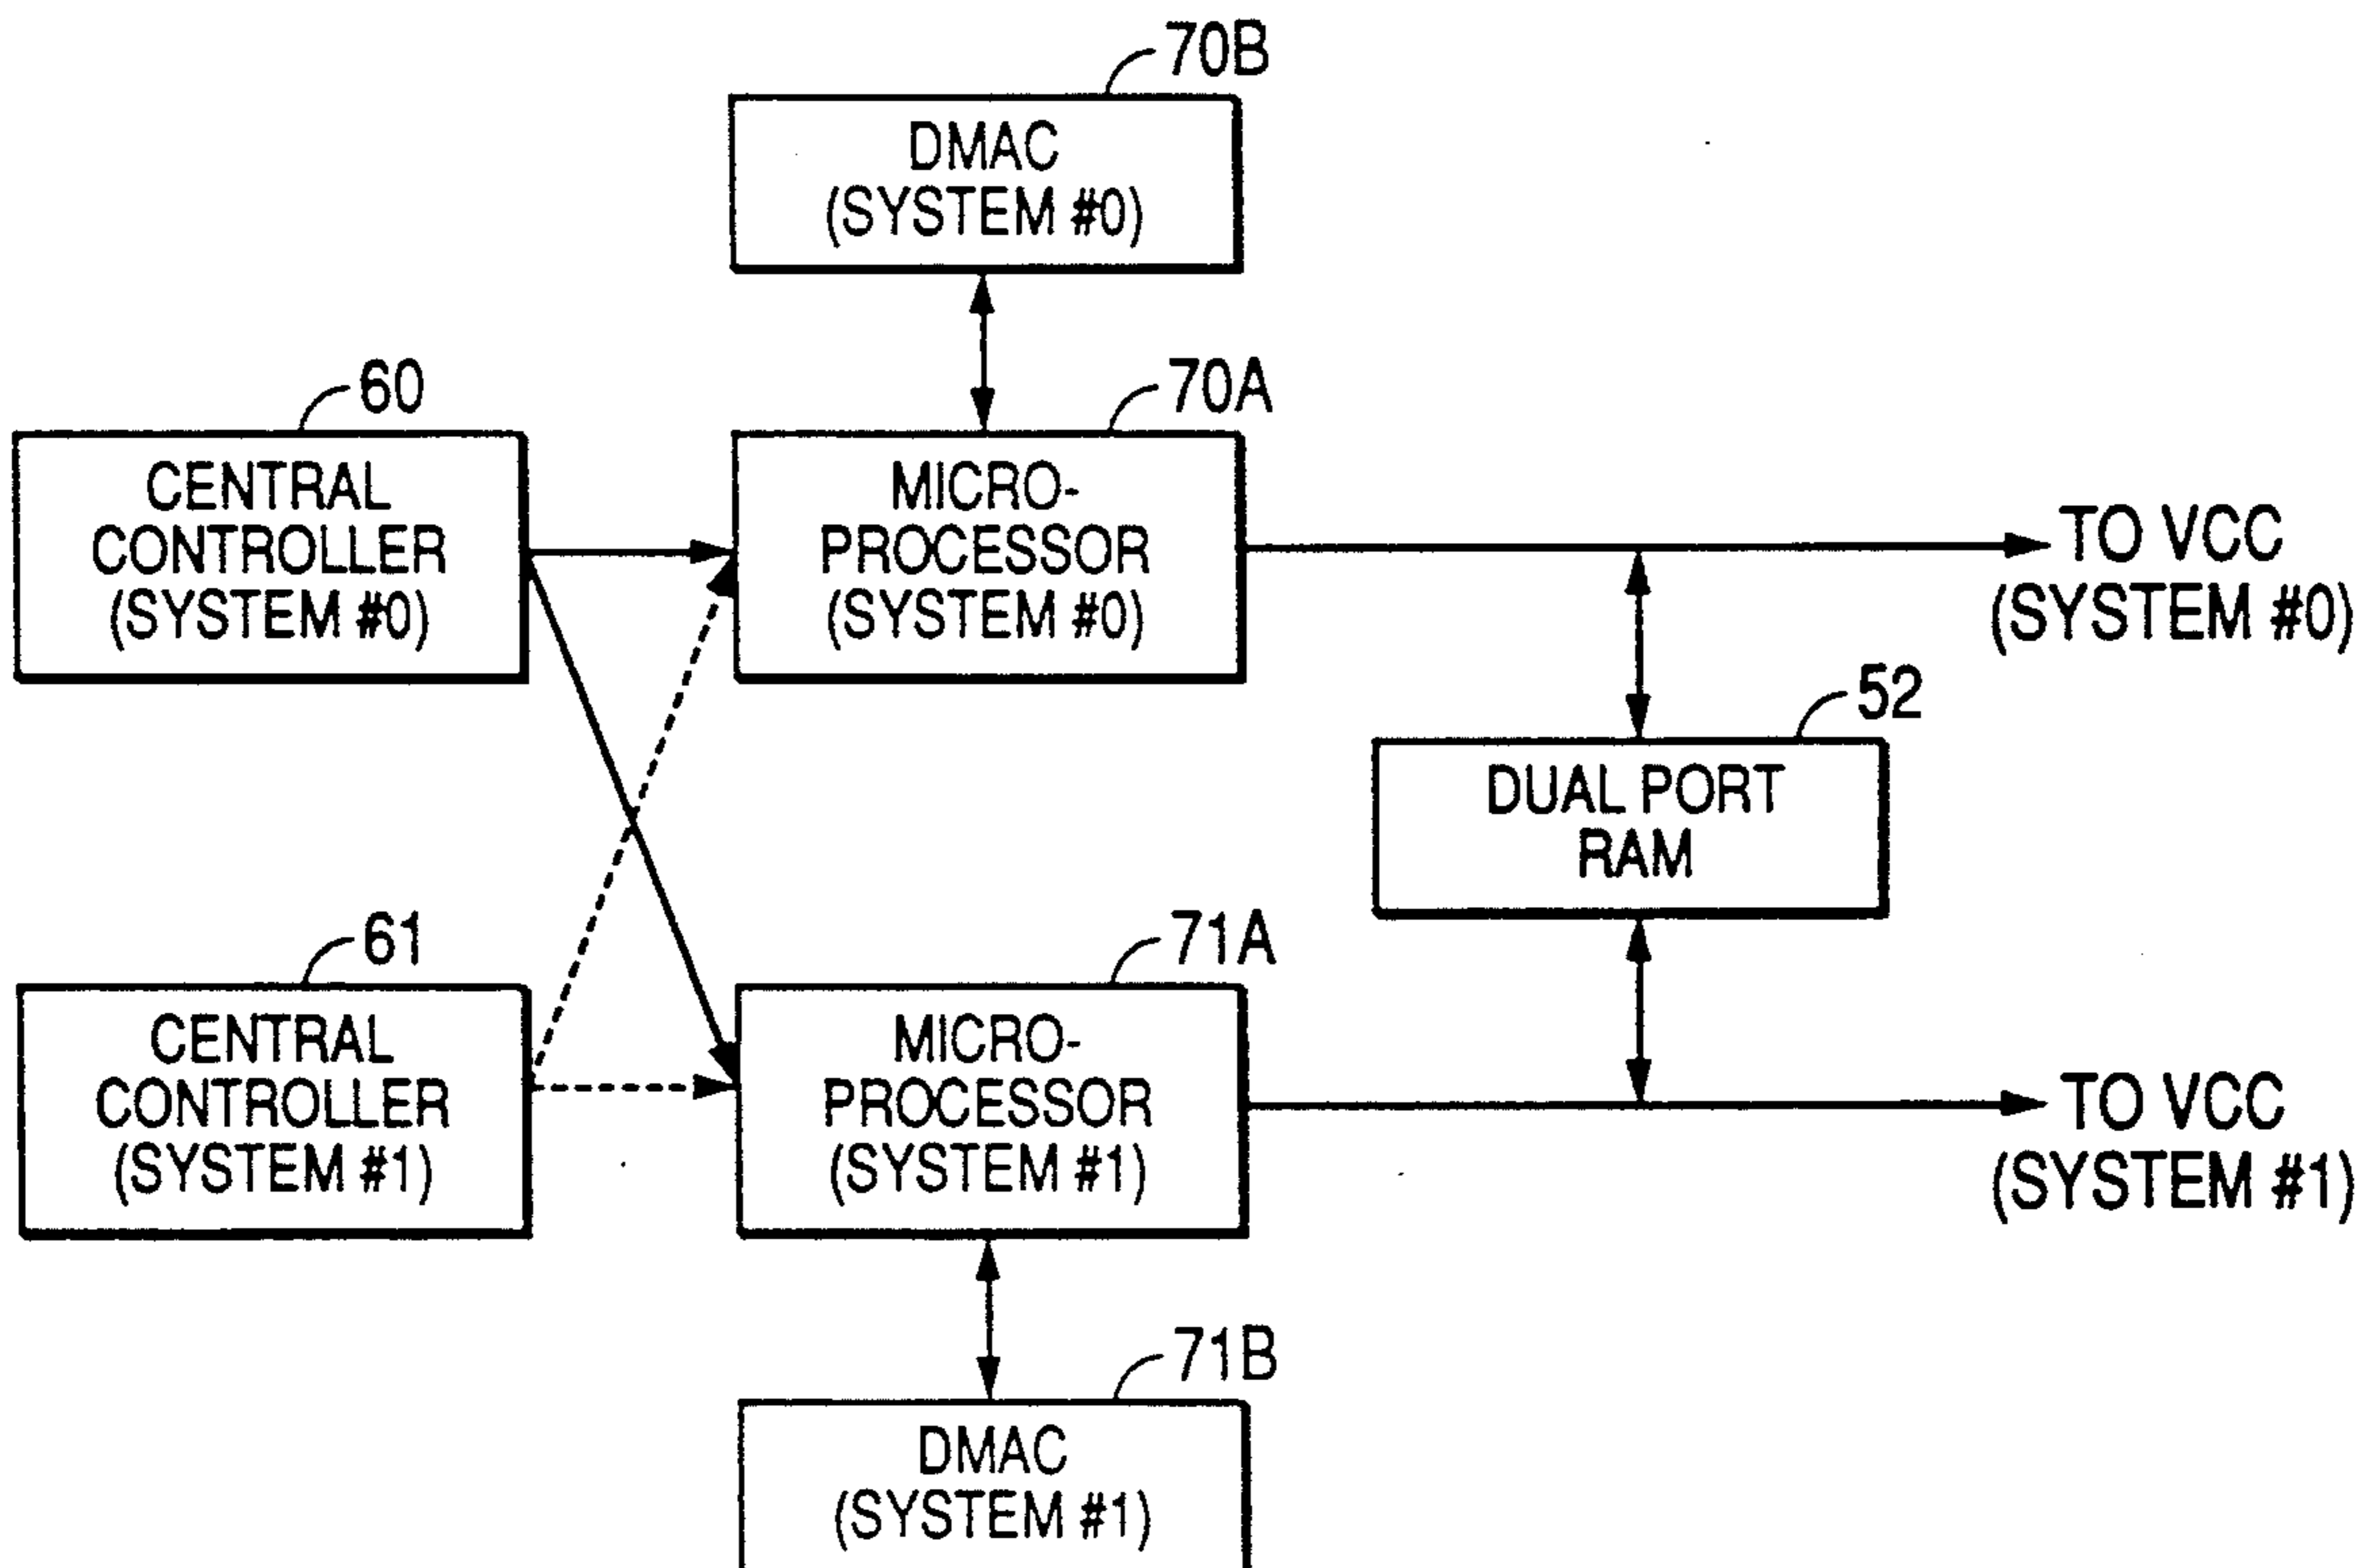 70B
DMAC
(SYSTEM #0)
60
70A
CENTRAL
CONTROLLER
(SYSTEM #0)
MICRO-
PROCESSOR
(SYSTEM #0)
TO VCC
(SYSTEM #0)
52
DUAL PORT
RAM
61
71A
CENTRAL
CONTROLLER
(SYSTEM #1)
MICRO-
PROCESSOR
(SYSTEM #1)
TO VCC
(SYSTEM #1)
71B
DMAC
(SYSTEM #1)